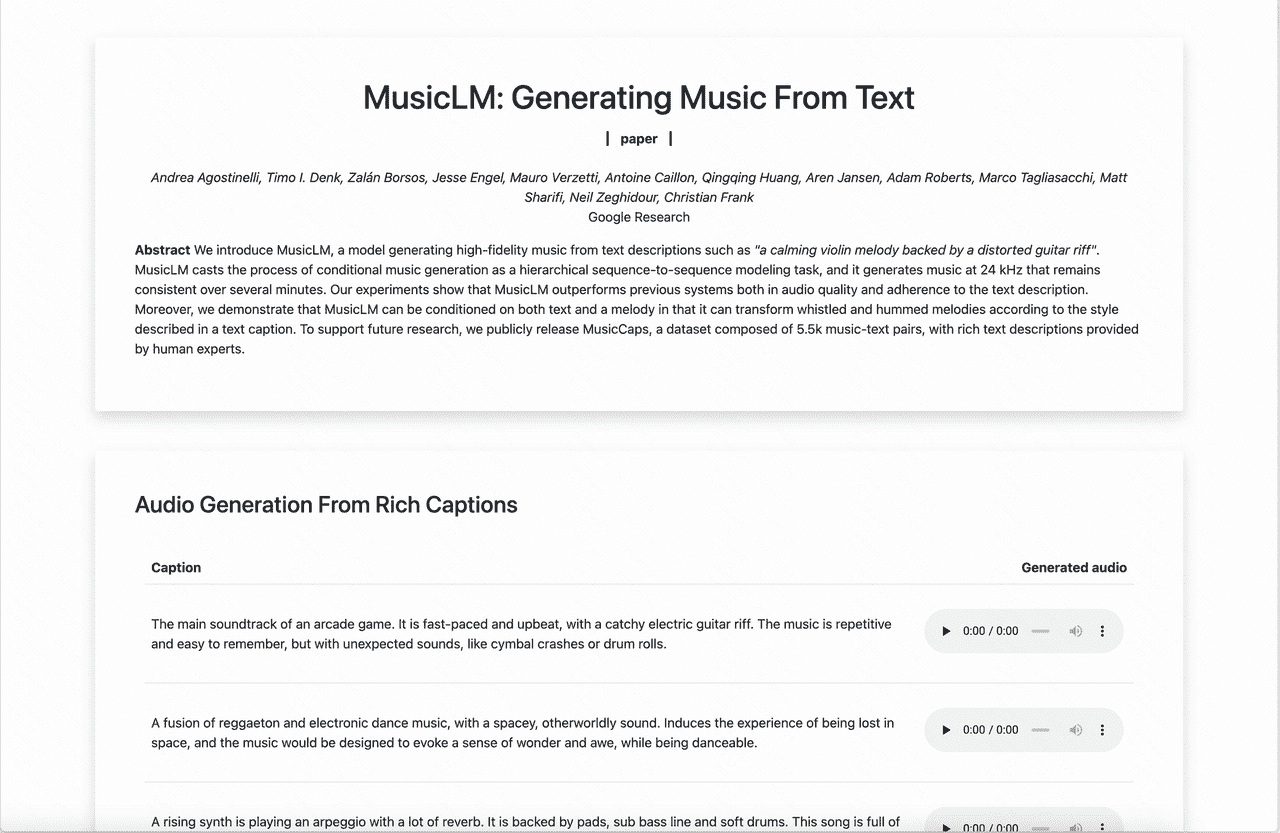 MusicLM: Generating Music From Text
| paper |
Andrea Agostinelli, Timo I. Denk, Zalán Borsos, Jesse Engel, Mauro Verzetti, Antoine Caillon, Qingqing Huang, Aren Jansen, Adam Roberts, Marco Tagliasacchi, Matt
Sharifi, Neil Zeghidour, Christian Frank
Google Research
Abstract We introduce MusicLM, a model generating high-fidelity music from text descriptions such as "a calming violin melody backed by a distorted guitar riff".
MusicLM casts the process of conditional music generation as a hierarchical sequence-to-sequence modeling task, and it generates music at 24 kHz that remains
consistent over several minutes. Our experiments show that MusicLM outperforms previous systems both in audio quality and adherence to the text description.
Moreover, we demonstrate that MusicLM can be conditioned on both text and a melody in that it can transform whistled and hummed melodies according to the style
described in a text caption. To support future research, we publicly release MusicCaps, a dataset composed of 5.5k music-text pairs, with rich text descriptions provided
by human experts.
Audio Generation From Rich Captions
Caption Generated audio
The main soundtrack of an arcade game. It is fast-paced and upbeat, with a catchy electric guitar riff. The music is repetitive
and easy to remember, but with unexpected sounds, like cymbal crashes or drum rolls.
0:00 / 0:00
A fusion of reggaeton and electronic dance music, with a spacey, otherworldly sound. Induces the experience of being lost in
space, and the music would be designed to evoke a sense of wonder and awe, while being danceable.
0:00 / 0:00
A rising synth is playing an arpeggio with a lot of reverb. It is backed by pads, sub bass line and soft drums. This song is full of
0:00 / 0:00